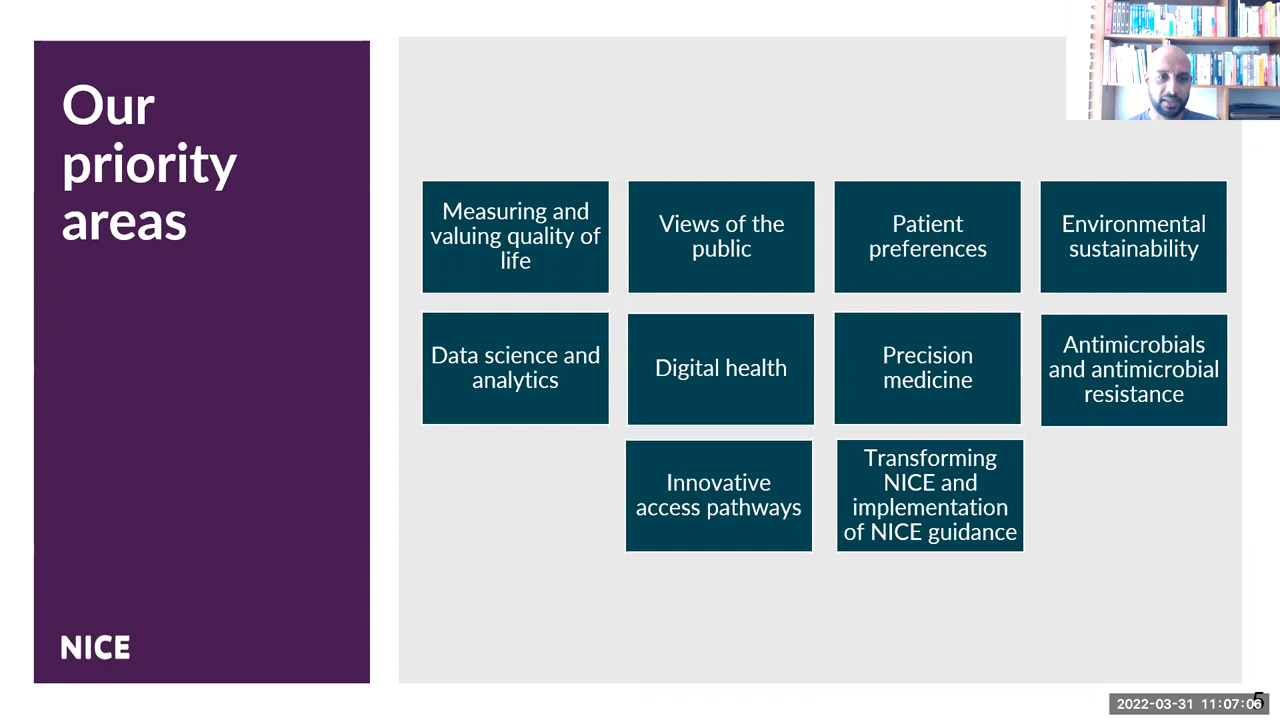 Our
priority
areas
Measuring and
valuing quality of
life
Views of the
public
Patient
preferences
Environmental
sustainability
Data science and
analytics
Digital health
Precision
medicine
Antimicrobials
and antimicrobial
resistance
Innovative
access pathways
Transforming
NICE and
implementation
of NICE guidance
NICE
5
2022-03-31 11:07:06